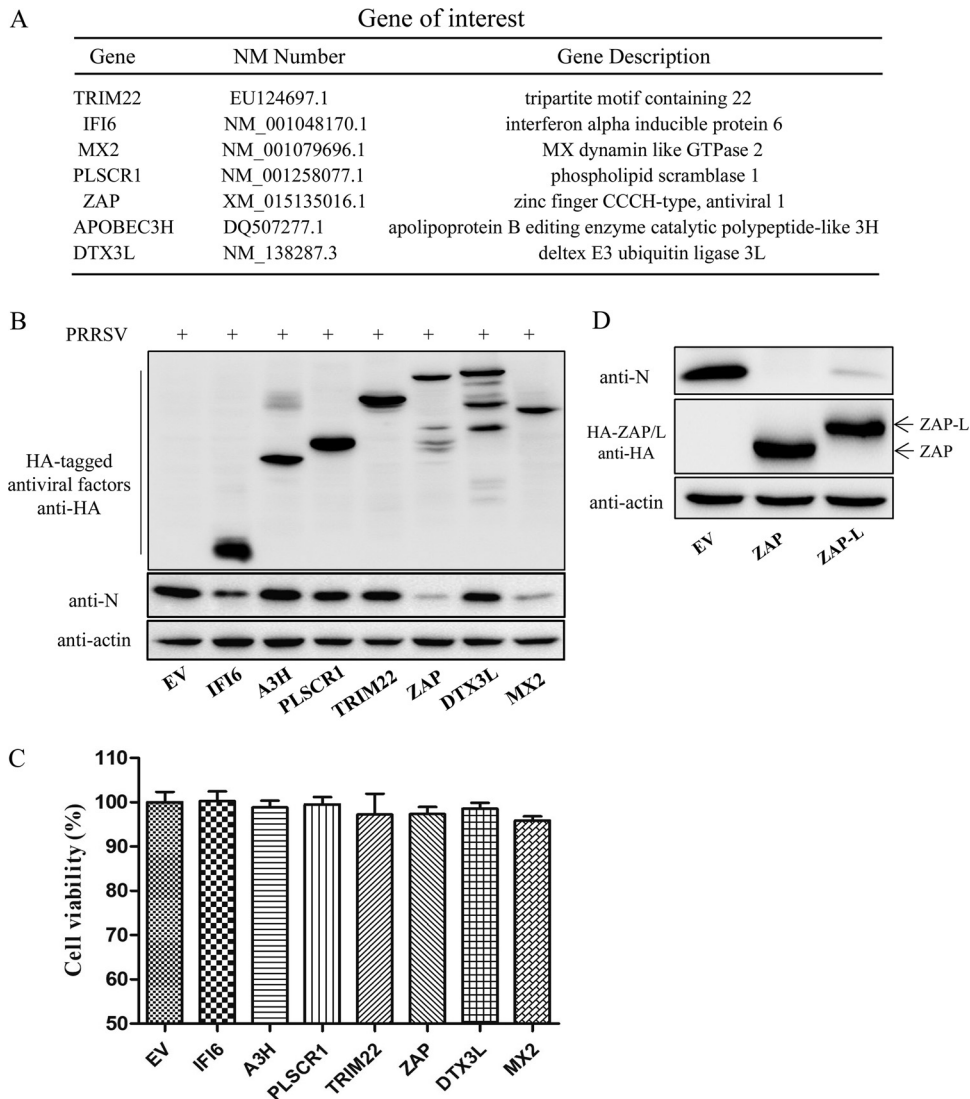 A
Gene of interest
Gene NM Number Gene Description
TRIM22 EU124697.1 tripartite motif containing 22
IFI6 NM_001048170.1 interferon alpha inducible protein 6
MX2 NM_001079696.1 MX dynamin like GTPase 2
PLSCR1 NM_001258077.1 phospholipid scramblase 1
ZAP XM_015135016.1 zinc finger CCCH-type, antiviral 1
APOBEC3H DQ507277.1 apolipoprotein B editing enzyme catalytic polypeptide-like 3H
DTX3L NM_138287.3 deltex E3 ubiquitin ligase 3L
B
PRRSV + + + + + + + +
HA-tagged
antiviral factors
anti-HA
anti-N
anti-actin
EV IFI6 A3H PLSCR1 TRIM22 ZAP DTX3L MX2
D
anti-N
HA-ZAP/L
anti-HA
ZAP-L
ZAP
anti-actin
EV ZAP ZAP-L
C
Cell viability (%)
110
100
90
80
70
60
50
EV IFI6 A3H PLSCR1 TRIM22 ZAP DTX3L MX2